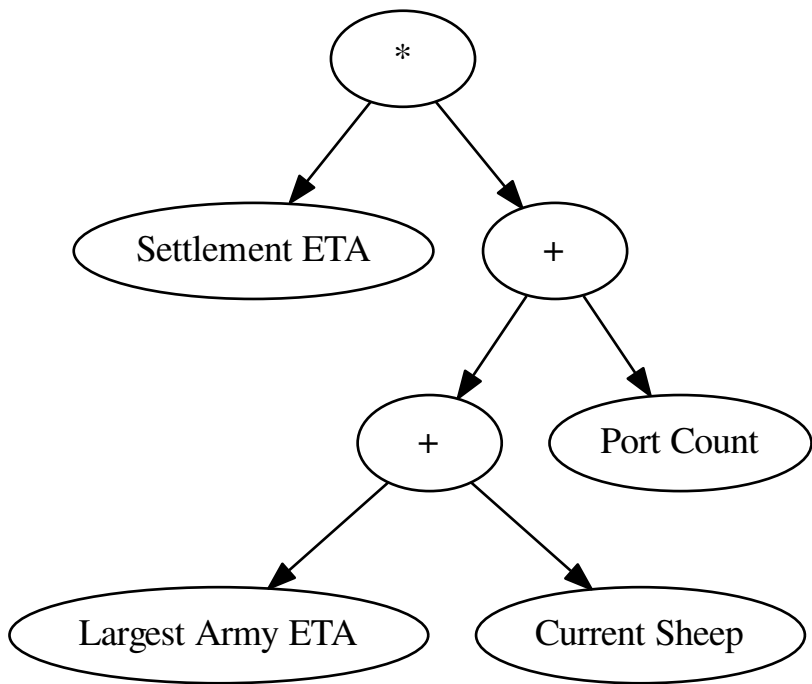 *
Settlement ETA
+
+
Port Count
Largest Army ETA
Current Sheep